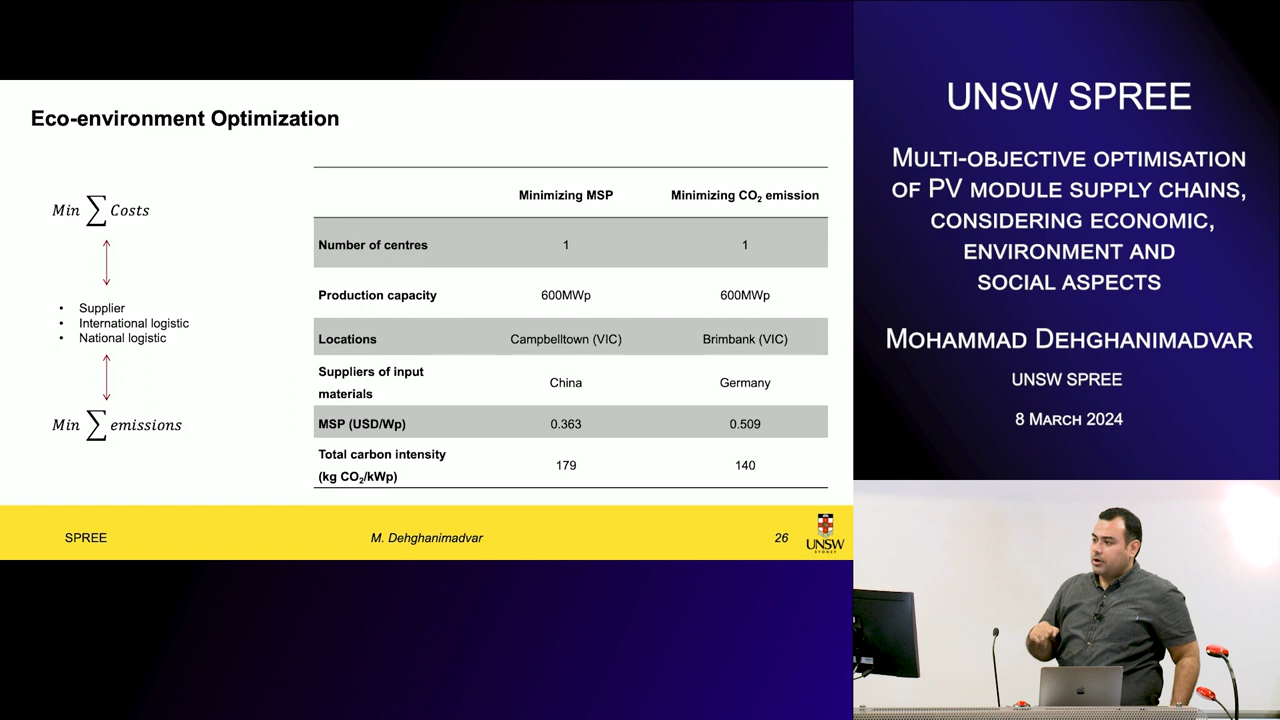 Eco-environment Optimization
Min ∑ Costs
• Supplier
• International logistic
• National logistic
Min ∑ emissions
Minimizing MSP Minimizing CO₂ emission
Number of centres 1 1
Production capacity 600MWp 600MWp
Locations Campbelltown (VIC) Brimbank (VIC)
Suppliers of input
materials China Germany
MSP (USD/Wp) 0.363 0.509
Total carbon intensity
(kg CO₂/kWp) 179 140
SPREE M. Dehghanimadvar 26
UNSW
SYDNEY
UNSW SPREE
MULTI-OBJECTIVE OPTIMISATION
OF PV MODULE SUPPLY CHAINS,
CONSIDERING ECONOMIC,
ENVIRONMENT AND
SOCIAL ASPECTS
MOHAMMAD DEHGHANIMADVAR
UNSW SPREE
8 MARCH 2024